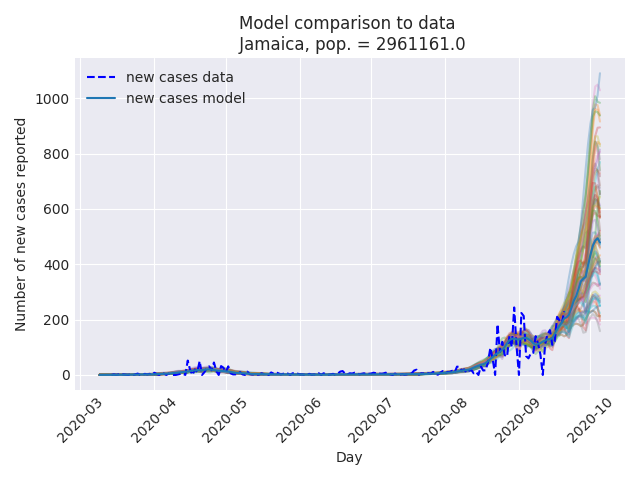 Model comparison to data
Jamaica, pop. = 2961161.0
new cases data
new cases model
Number of new cases reported
1000
800
600
400
200
0
2020-03
2020-04
2020-05
2020-06
2020-07
2020-08
2020-09
2020-10
Day